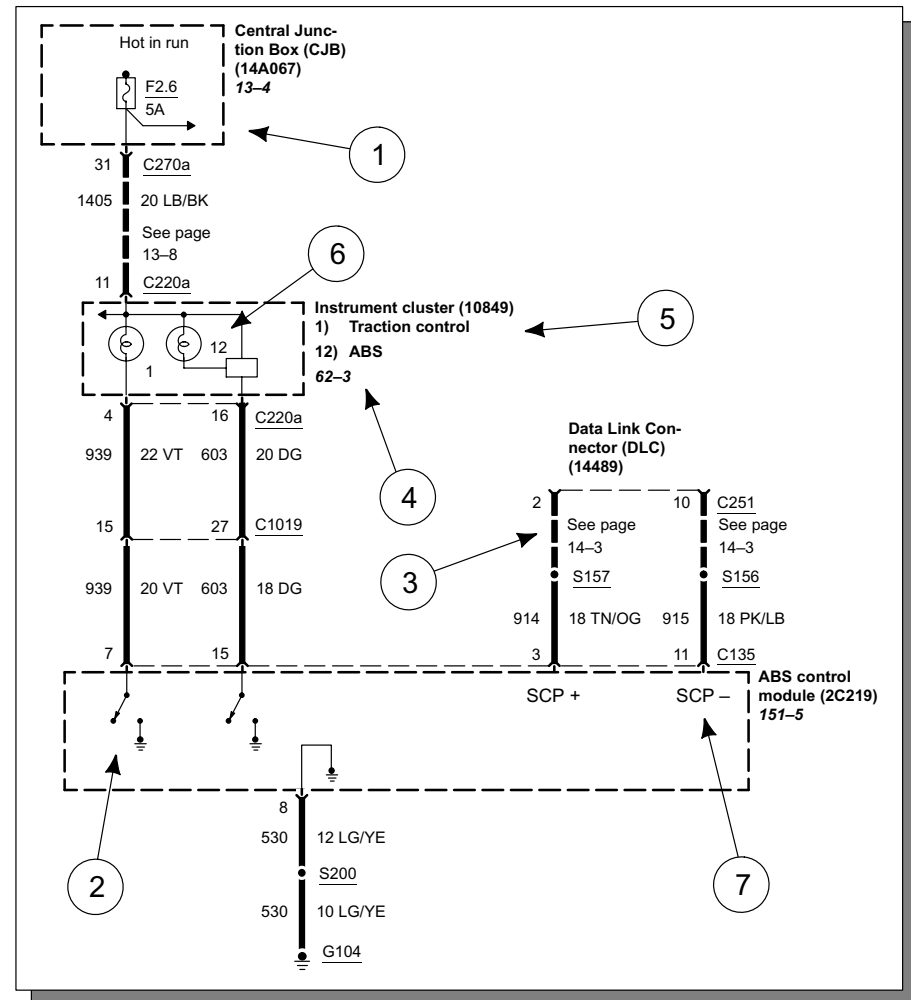 Hot in run
Central Junc-
tion Box (CJB)
(14A067)
13–4
F2.6
5A
1
31 C270a
1405 20 LB/BK
See page
13–8
11 C220a
6
Instrument cluster (10849)
1) Traction control
12) ABS
62–3
5
12
1
4 16 C220a
939 22 VT 603 20 DG
4
15 27 C1019
939 20 VT 603 18 DG
7 15
Data Link Con-
nector (DLC)
(14489)
2 10 C251
See page See page
14–3 14–3
3
S157 S156
914 18 TN/OG 915 18 PK/LB
3 11 C135
SCP + SCP –
ABS control
module (2C219)
151–5
2
7
8
530 12 LG/YE
S200
530 10 LG/YE
G104